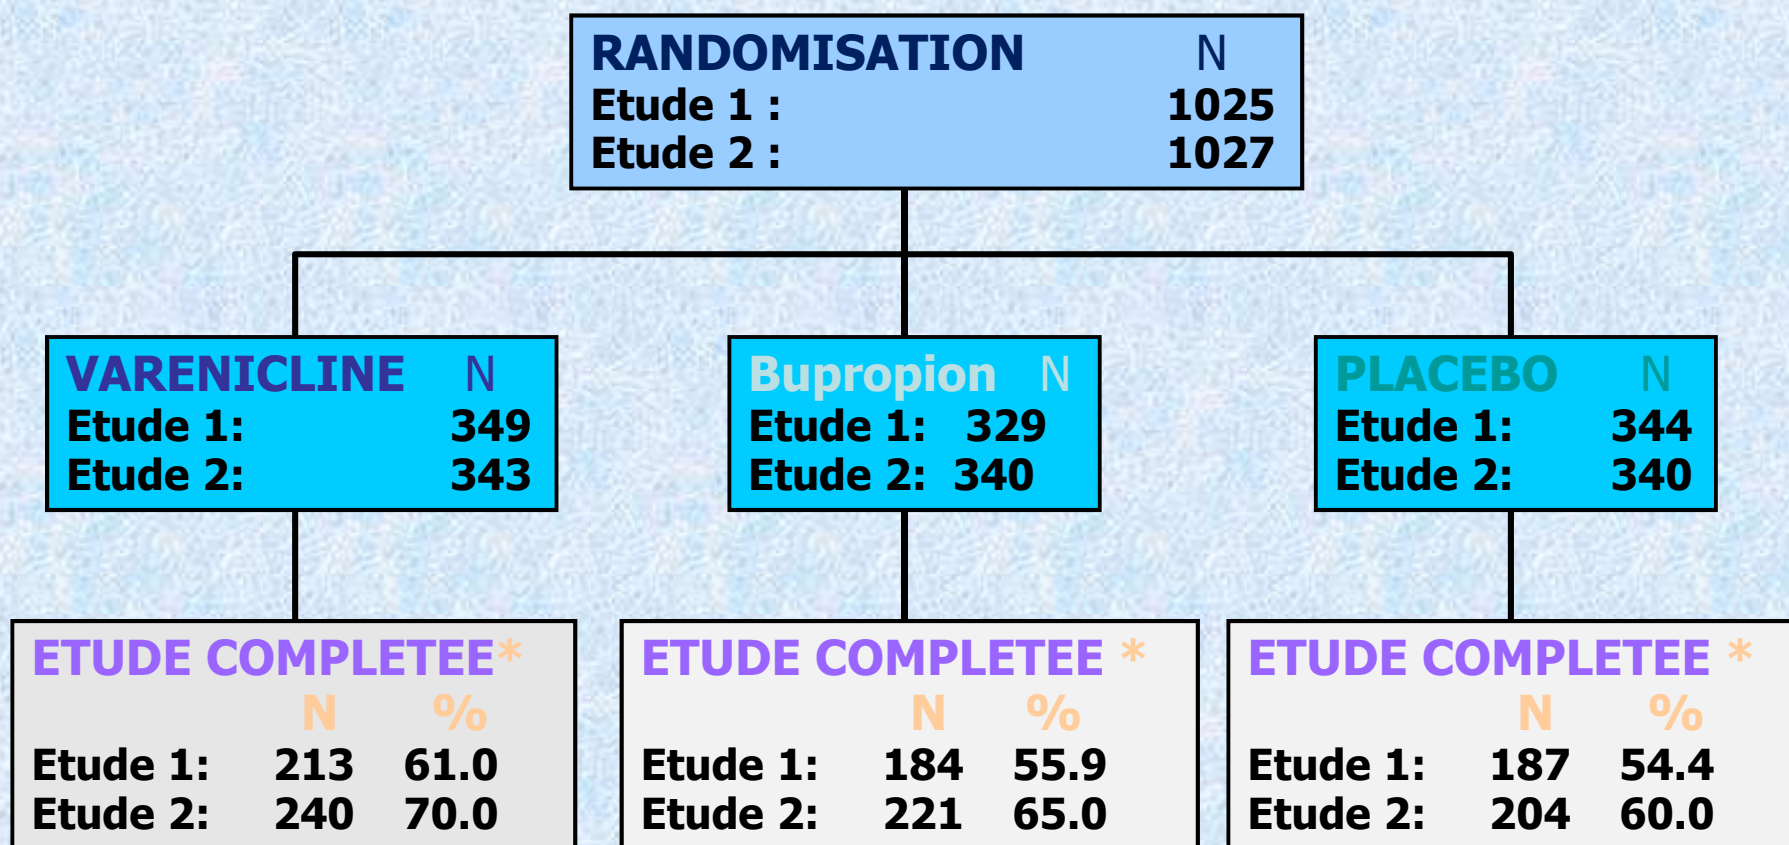 RANDOMISATION N
Etude 1 : 1025
Etude 2 : 1027
VARENICLINE N
Etude 1: 349
Etude 2: 343
Bupropion N
Etude 1: 329
Etude 2: 340
PLACEBO N
Etude 1: 344
Etude 2: 340
ETUDE COMPLETEE*
N %
Etude 1: 213 61.0
Etude 2: 240 70.0
ETUDE COMPLETEE *
N %
Etude 1: 184 55.9
Etude 2: 221 65.0
ETUDE COMPLETEE *
N %
Etude 1: 187 54.4
Etude 2: 204 60.0